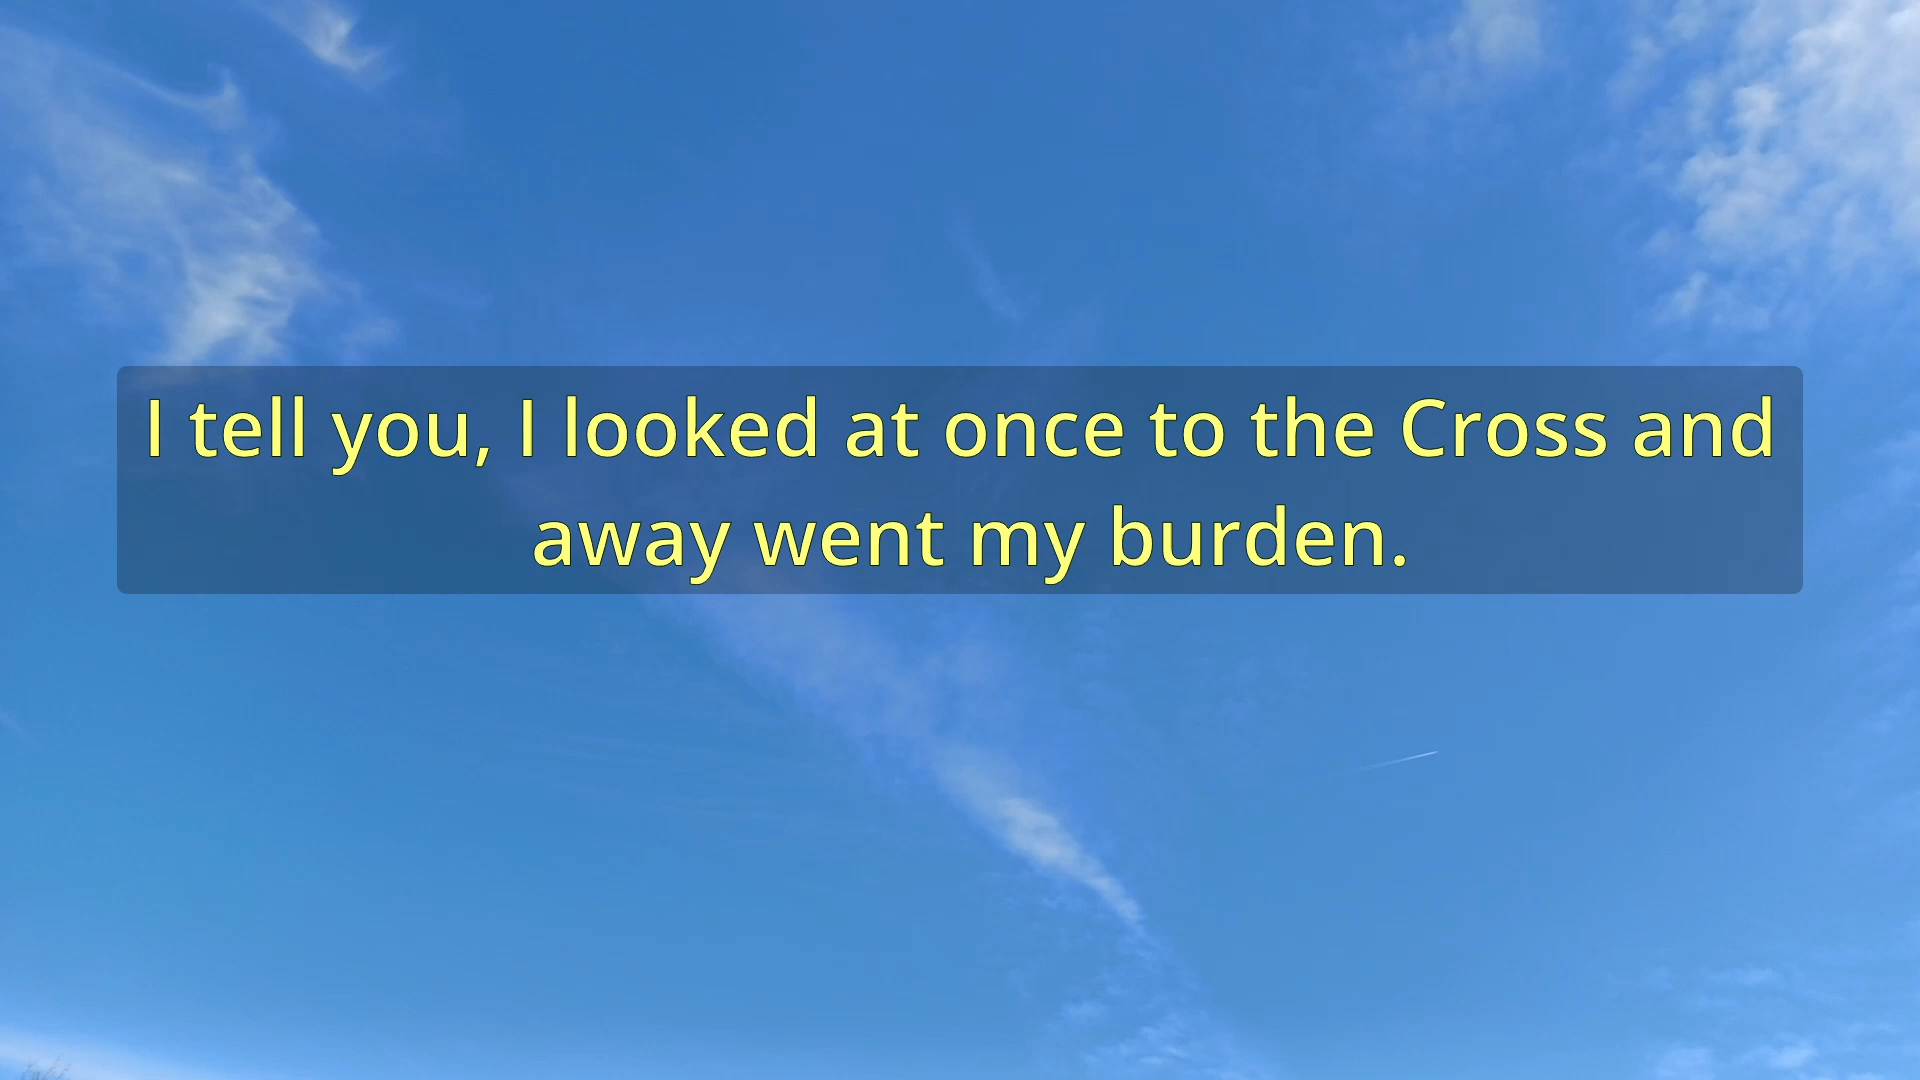 I tell you, I looked at once to the Cross and
away went my burden.